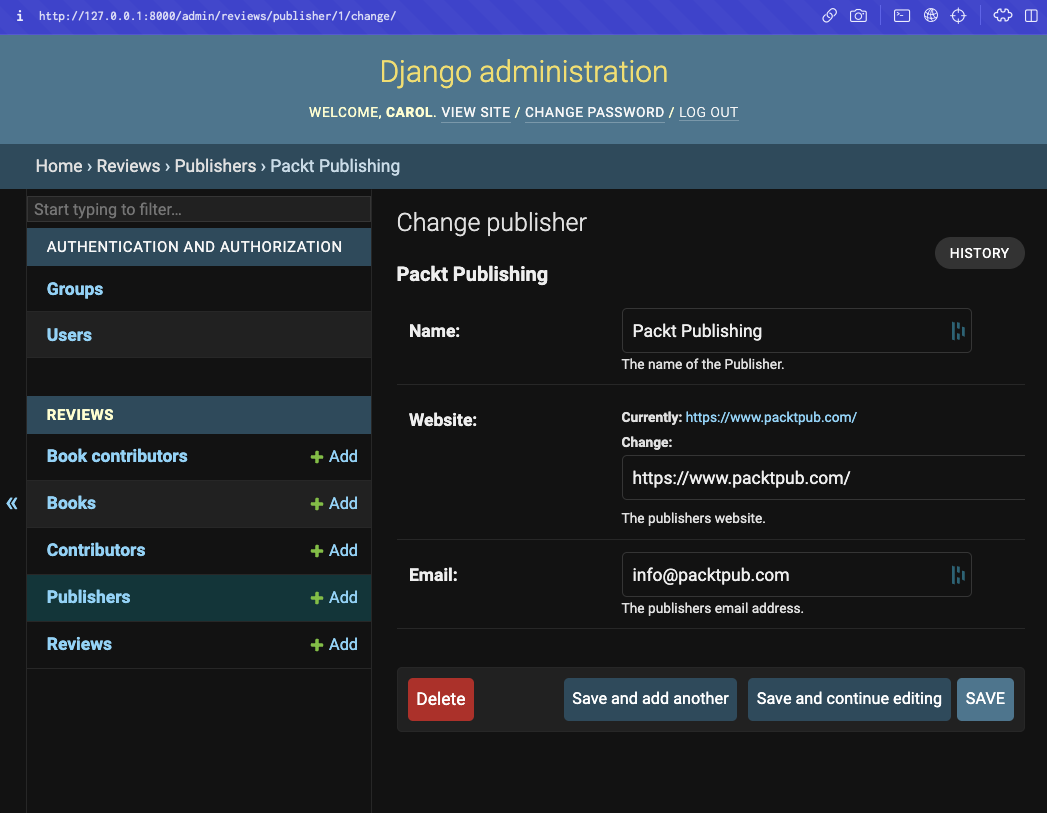 http://127.0.0.1:8000/admin/reviews/publisher/1/change/
Django administration
WELCOME, CAROL. VIEW SITE / CHANGE PASSWORD / LOG OUT
Home › Reviews › Publishers › Packt Publishing
Start typing to filter…
AUTHENTICATION AND AUTHORIZATION
Groups
Users
REVIEWS
Book contributors + Add
Books + Add
Contributors + Add
Publishers + Add
Reviews + Add
«
Change publisher
HISTORY
Packt Publishing
Name: Packt Publishing
The name of the Publisher.
Website: Currently: https://www.packtpub.com/
Change:
https://www.packtpub.com/
The publishers website.
Email: info@packtpub.com
The publishers email address.
Delete Save and add another Save and continue editing SAVE